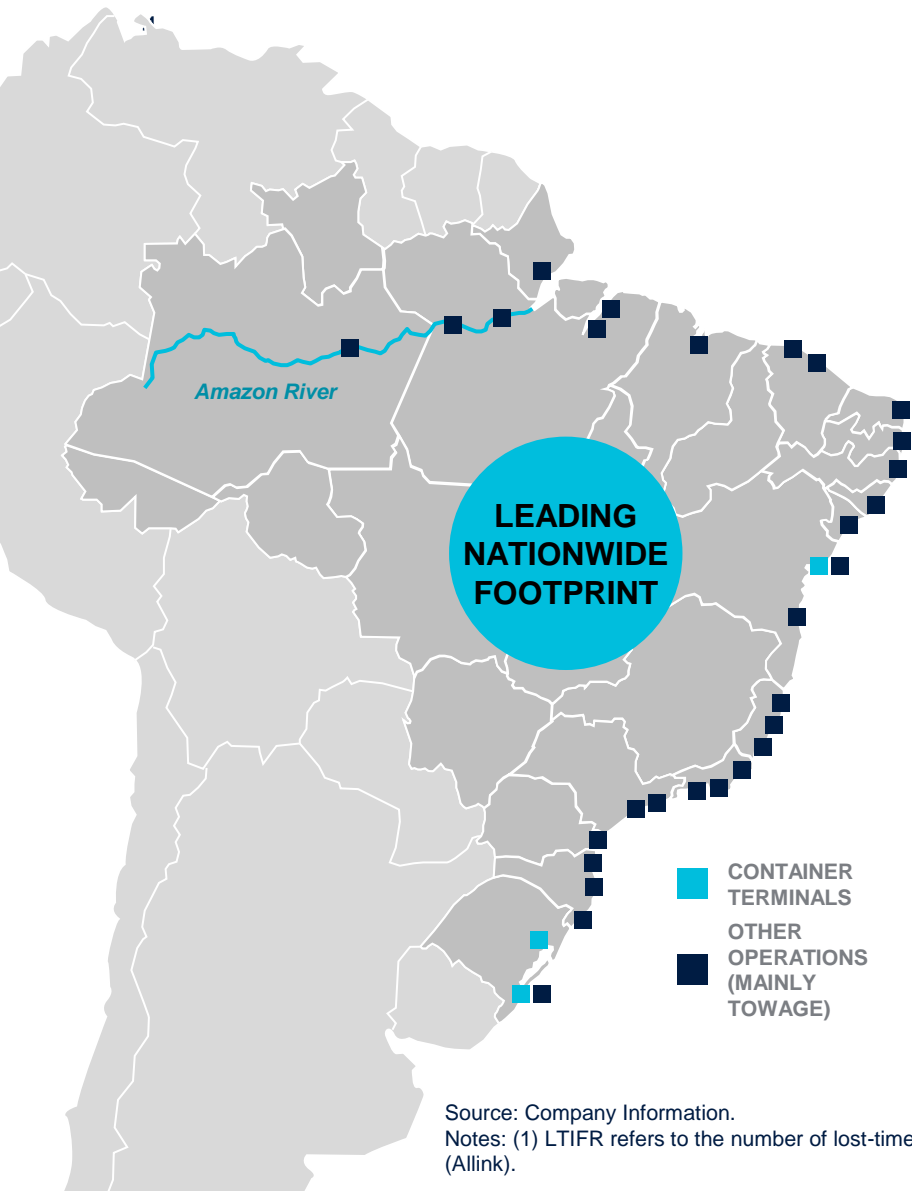 Amazon River
LEADING
NATIONWIDE
FOOTPRINT
CONTAINER
TERMINALS
OTHER
OPERATIONS
(MAINLY
TOWAGE)
Source: Company Information.
Notes: (1) LTIFR refers to the number of lost-time
(Allink).